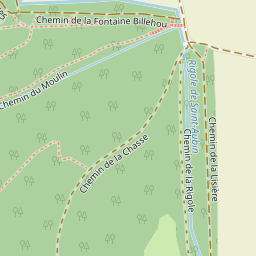 Chemin de la Fontaine Billehou
Chemin du Moulin
Chemin de la Chasse
Rigole de Saint-Aubin
Chemin de la Rigole
Chemin de la Lisière